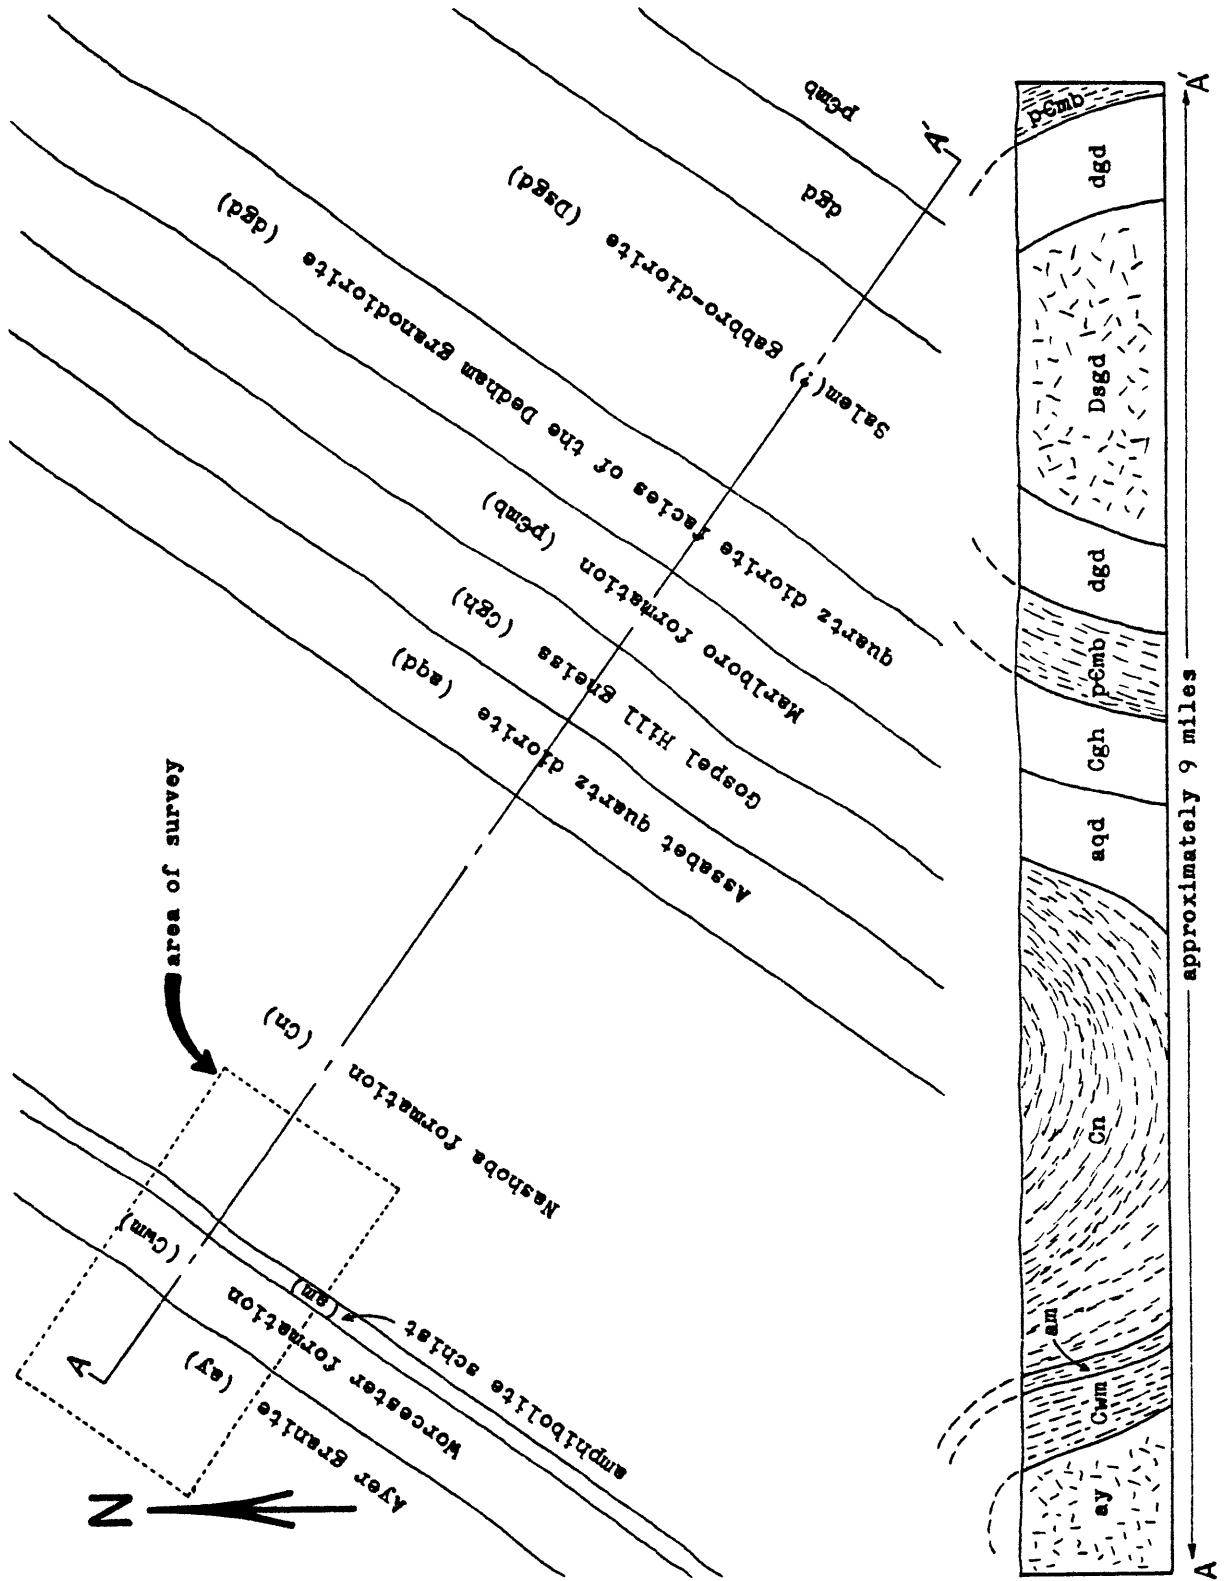 N
area of survey
A
Ayer granite (ay)
Worcester formation (Cwm)
amphibolite schist
(am)
Nashoba formation (Cn)
Assabet quartz diorite (aqd)
Gospel Hill gneiss (Cgh)
Marlboro formation (p€mb)
quartz diorite facies of the Dedham granodiorite (dgd)
Salem(?) gabbro-diorite (Dsgd)
dgd
p€mb
A'
ay
Cwm
am
Cn
aqd
Cgh
p€mb
dgd
Dsgd
dgd
p€mb
A
approximately 9 miles
A'